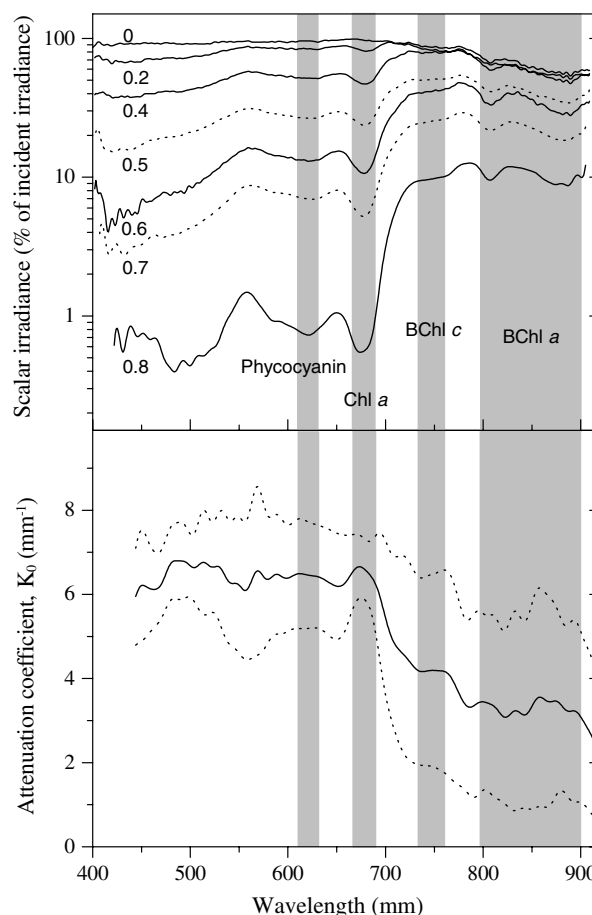 Scalar irradiance (% of incident irradiance)
100
10
1
0
0.2
0.4
0.5
0.6
0.7
0.8
Phycocyanin
Chl a
BChl c
BChl a
Attenuation coefficient, K0 (mm-1)
8
6
4
2
0
400 500 600 700 800 900
Wavelength (mm)